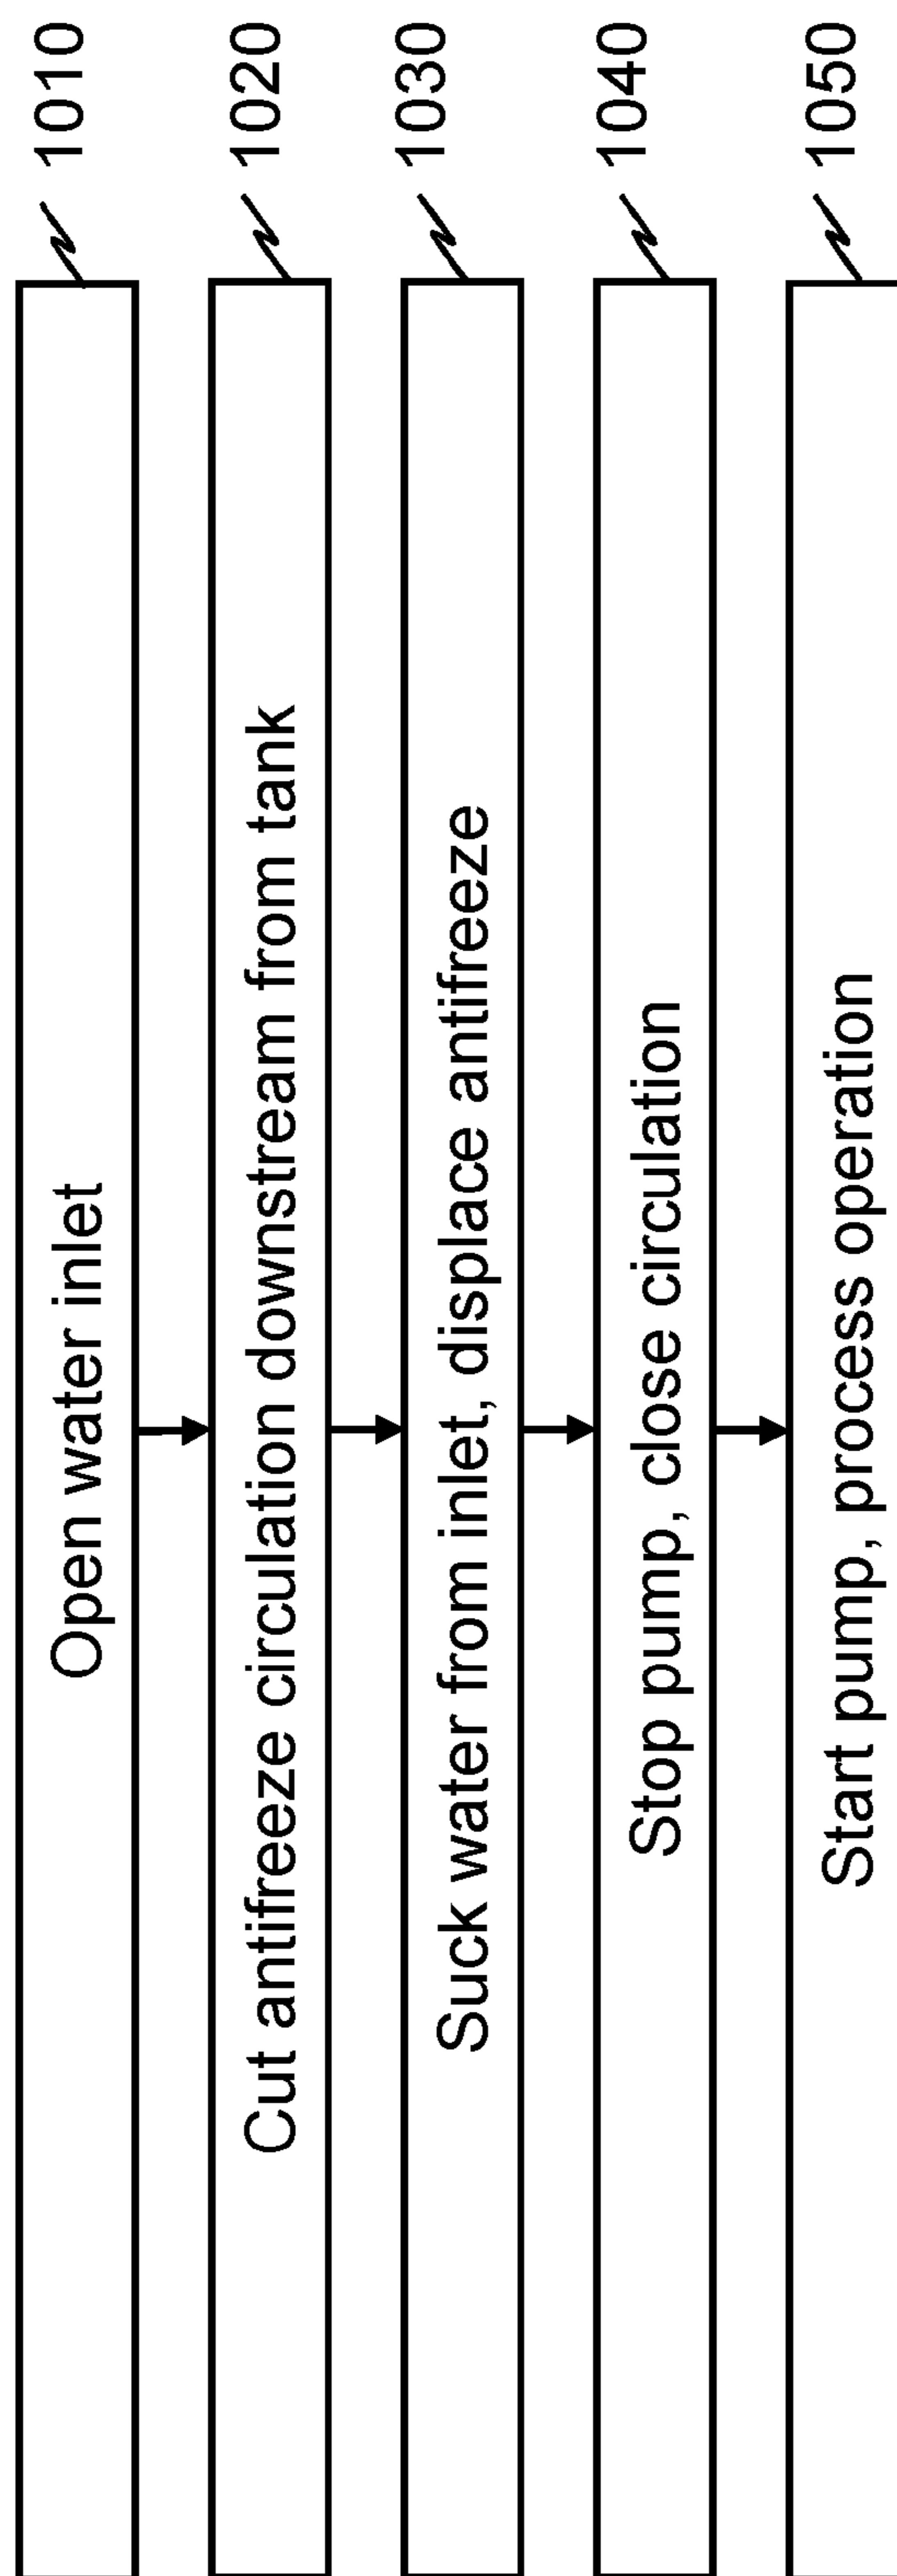 Open water inlet 1010
Cut antifreeze circulation downstream from tank 1020
Suck water from inlet, displace antifreeze 1030
Stop pump, close circulation 1040
Start pump, process operation 1050